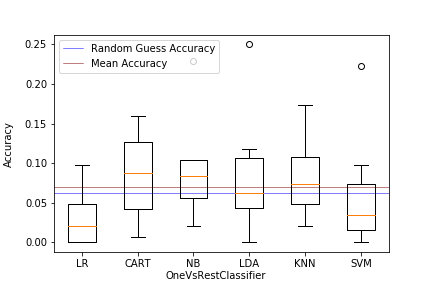 0.25
0.20
0.15
0.10
0.05
0.00
Accuracy
Random Guess Accuracy
Mean Accuracy
LR CART NB LDA KNN SVM
OneVsRestClassifier